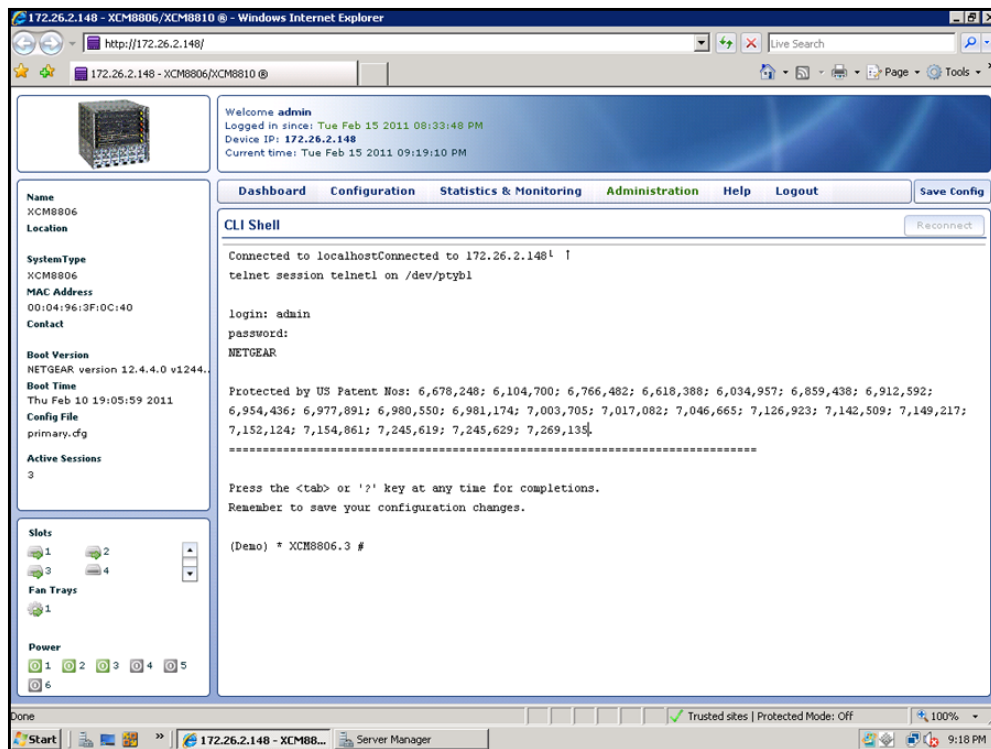 172.26.2.148 - XCM8806/XCM8810 ® - Windows Internet Explorer
http://172.26.2.148/
Live Search
172.26.2.148 - XCM8806/XCM8810 ®
Page
Tools
Welcome admin
Logged in since: Tue Feb 15 2011 08:33:48 PM
Device IP: 172.26.2.148
Current time: Tue Feb 15 2011 09:19:10 PM
Dashboard Configuration Statistics & Monitoring Administration Help Logout
Save Config
Name
XCM8806
Location
SystemType
XCM8806
MAC Address
00:04:96:3F:0C:40
Contact
Boot Version
NETGEAR version 12.4.4.0 v1244..
Boot Time
Thu Feb 10 19:05:59 2011
Config File
primary.cfg
Active Sessions
3
Slots
1 2
3 4
Fan Trays
1
Power
1 2 3 4 5
6
CLI Shell
Reconnect
Connected to localhostConnected to 172.26.2.148
telnet session telnet1 on /dev/ptyb1
login: admin
password:
NETGEAR
Protected by US Patent Nos: 6,678,248; 6,104,700; 6,766,482; 6,618,388; 6,034,957; 6,859,438; 6,912,592;
6,954,436; 6,977,891; 6,980,550; 6,981,174; 7,003,705; 7,017,082; 7,046,665; 7,126,923; 7,142,509; 7,149,217;
7,152,124; 7,154,861; 7,245,619; 7,245,629; 7,269,135.
==============================================================================
Press the <tab> or '?' key at any time for completions.
Remember to save your configuration changes.
(Demo) * XCM8806.3 #
Done
Trusted sites | Protected Mode: Off
100%
Start
172.26.2.148 - XCM88...
Server Manager
9:18 PM